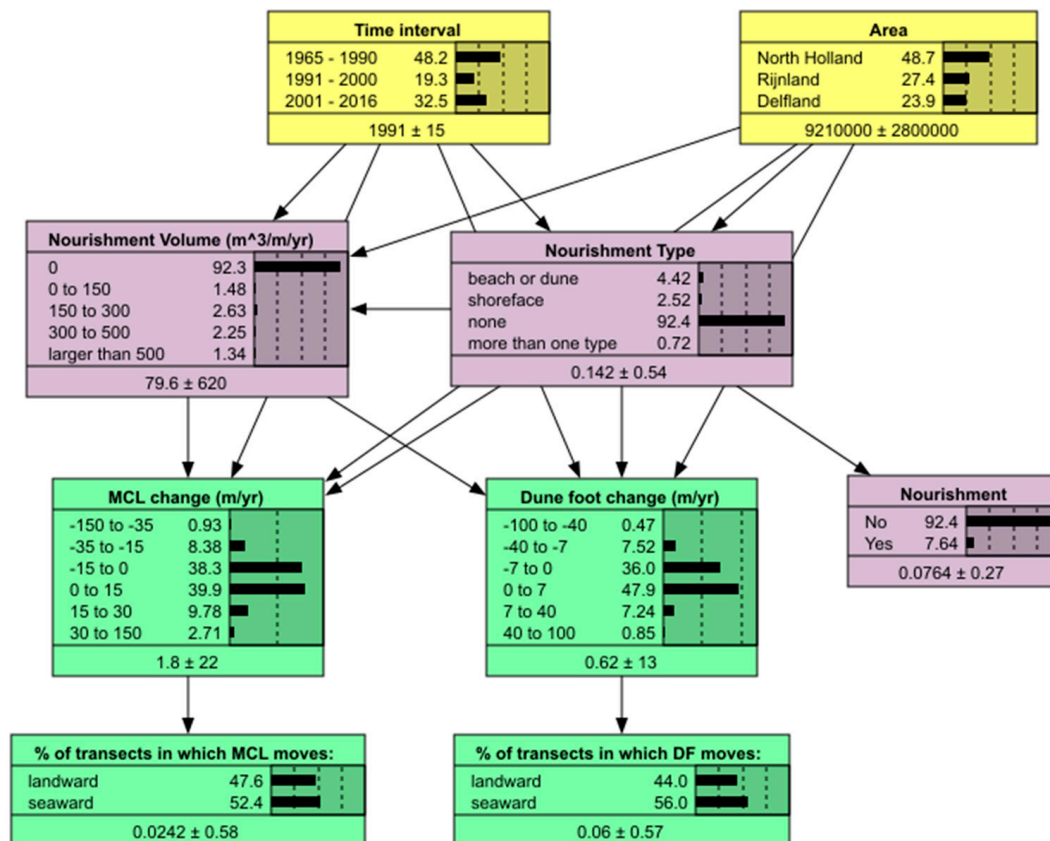 Time interval
1965 - 1990 48.2
1991 - 2000 19.3
2001 - 2016 32.5
1991 ± 15
Area
North Holland 48.7
Rijnland 27.4
Delfland 23.9
9210000 ± 2800000
Nourishment Volume (m^3/m/yr)
0 92.3
0 to 150 1.48
150 to 300 2.63
300 to 500 2.25
larger than 500 1.34
79.6 ± 620
Nourishment Type
beach or dune 4.42
shoreface 2.52
none 92.4
more than one type 0.72
0.142 ± 0.54
MCL change (m/yr)
-150 to -35 0.93
-35 to -15 8.38
-15 to 0 38.3
0 to 15 39.9
15 to 30 9.78
30 to 150 2.71
1.8 ± 22
Dune foot change (m/yr)
-100 to -40 0.47
-40 to -7 7.52
-7 to 0 36.0
0 to 7 47.9
7 to 40 7.24
40 to 100 0.85
0.62 ± 13
Nourishment
No 92.4
Yes 7.64
0.0764 ± 0.27
% of transects in which MCL moves:
landward 47.6
seaward 52.4
0.0242 ± 0.58
% of transects in which DF moves:
landward 44.0
seaward 56.0
0.06 ± 0.57